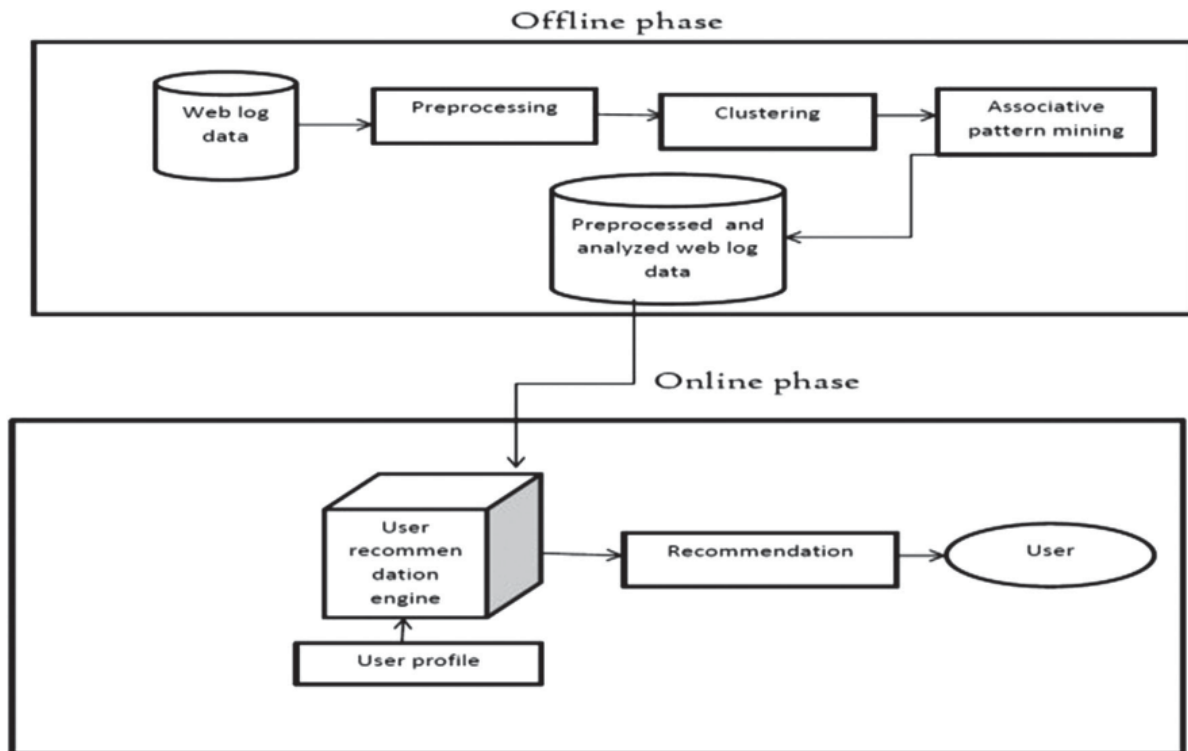 Offline phase
Web log
data
Preprocessing
Clustering
Associative
pattern mining
Preprocessed and
analyzed web log
data
Online phase
User
recommen
dation
engine
Recommendation
User
User profile